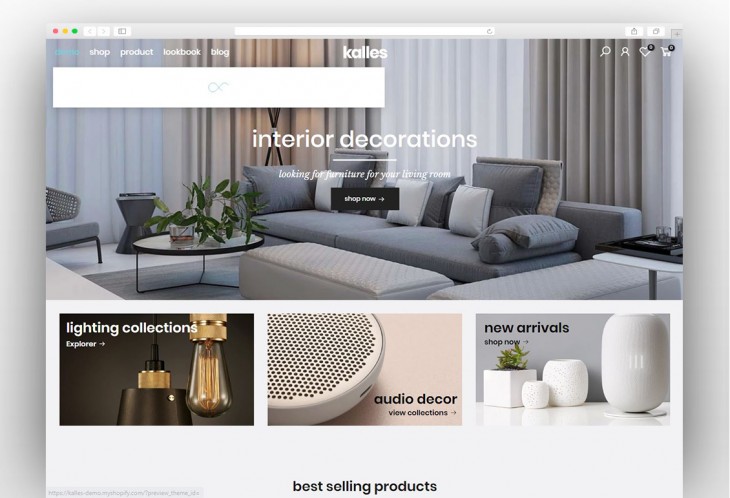 demo shop product lookbook blog
kalles
0 0
interior decorations
looking for furniture for your living room
shop now →
lighting collections
Explorer →
audio decor
view collections →
new arrivals
shop now →
best selling products
https://kalles-demo.myshopify.com/?preview_theme_id=